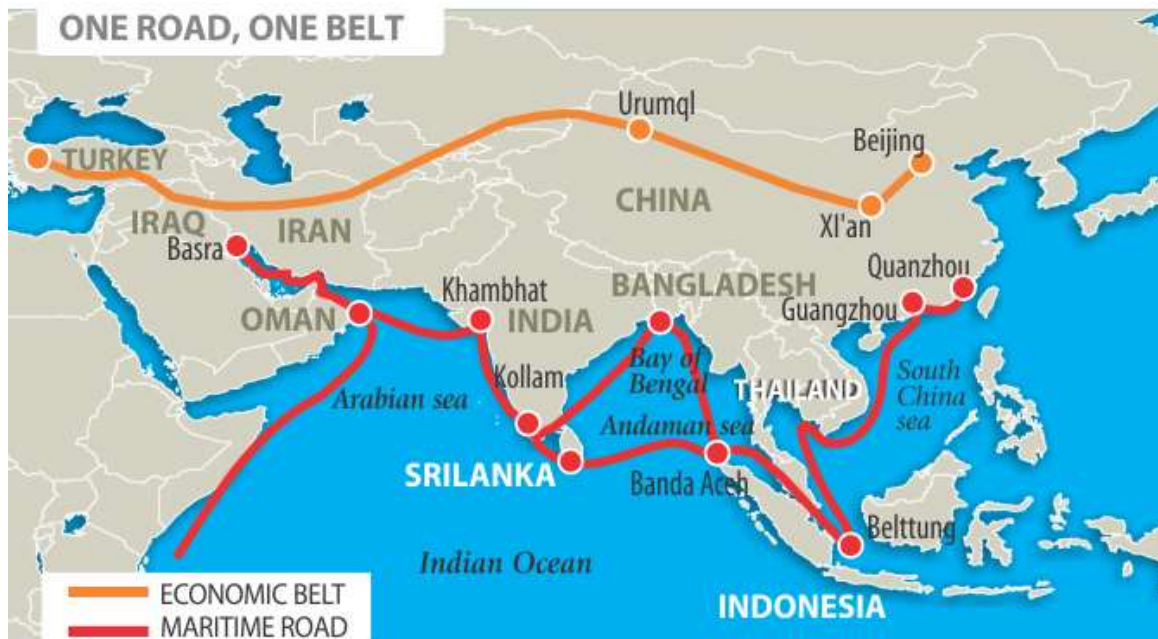 ONE ROAD, ONE BELT
Urumql
Beijing
TURKEY
CHINA
IRAQ
IRAN
XI'an
Basra
Quanzhou
BANGLADESH
Khambhat
Guangzhou
OMAN
INDIA
Bay of
Bengal
Kollam
South
China
sea
THAILAND
Arabian sea
Andaman sea
SRILANKA
Banda Aceh
Belttung
Indian Ocean
ECONOMIC BELT
INDONESIA
MARITIME ROAD